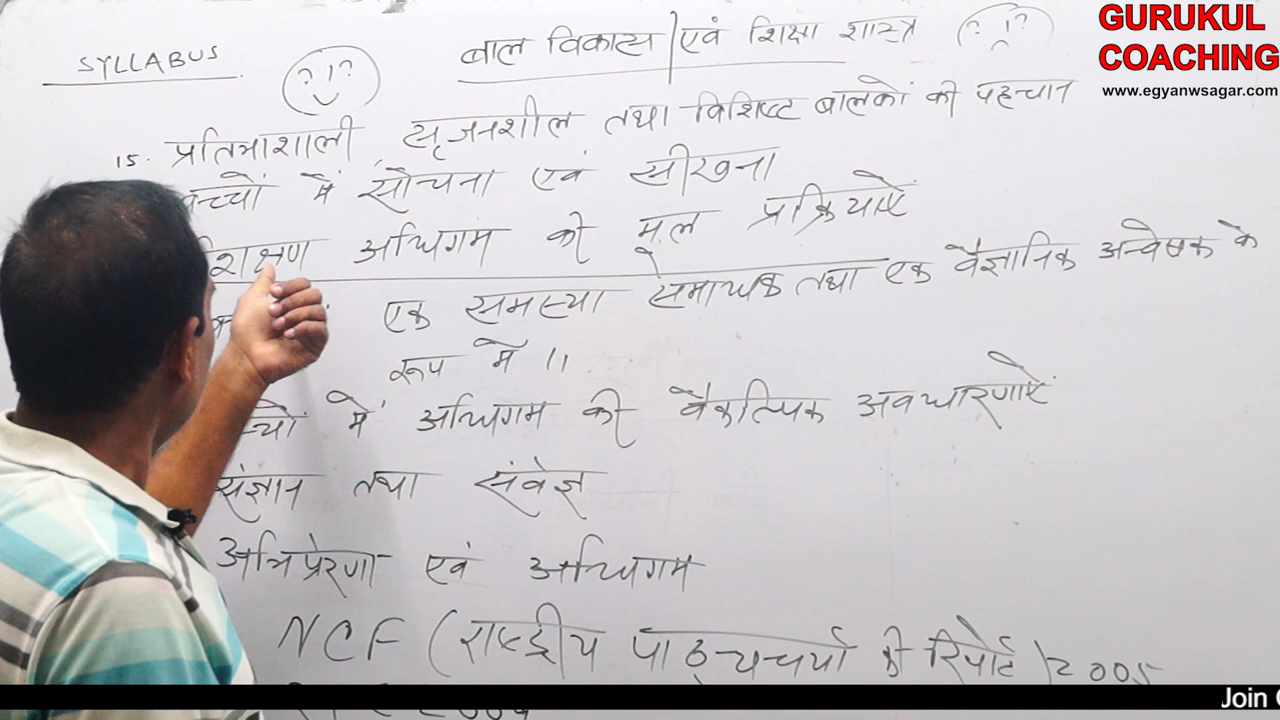 GURUKUL
COACHING
www.egyanwsagar.com
SYLLABUS
बाल विकास एवं शिक्षा शास्त्र
15. प्रतिभाशाली सृजनशील तथा विशिष्ट बालकों की पहचान
बच्चों में सोंचना एवं सीखना
शिक्षण अधिगम की मूल प्रक्रियाऐं
एक समस्या समाधक तथा एक वैज्ञानिक अन्वेषक के
रूप में ।।
च्चों में अधिगम की वैकल्पिक अवधारणाऐं
संज्ञान तथा संवेज्ञ
अभिप्रेरणा एवं अधिगम
NCF (राष्ट्रीय पाठ्यचर्या की रिपोर्ट) 2005
Join